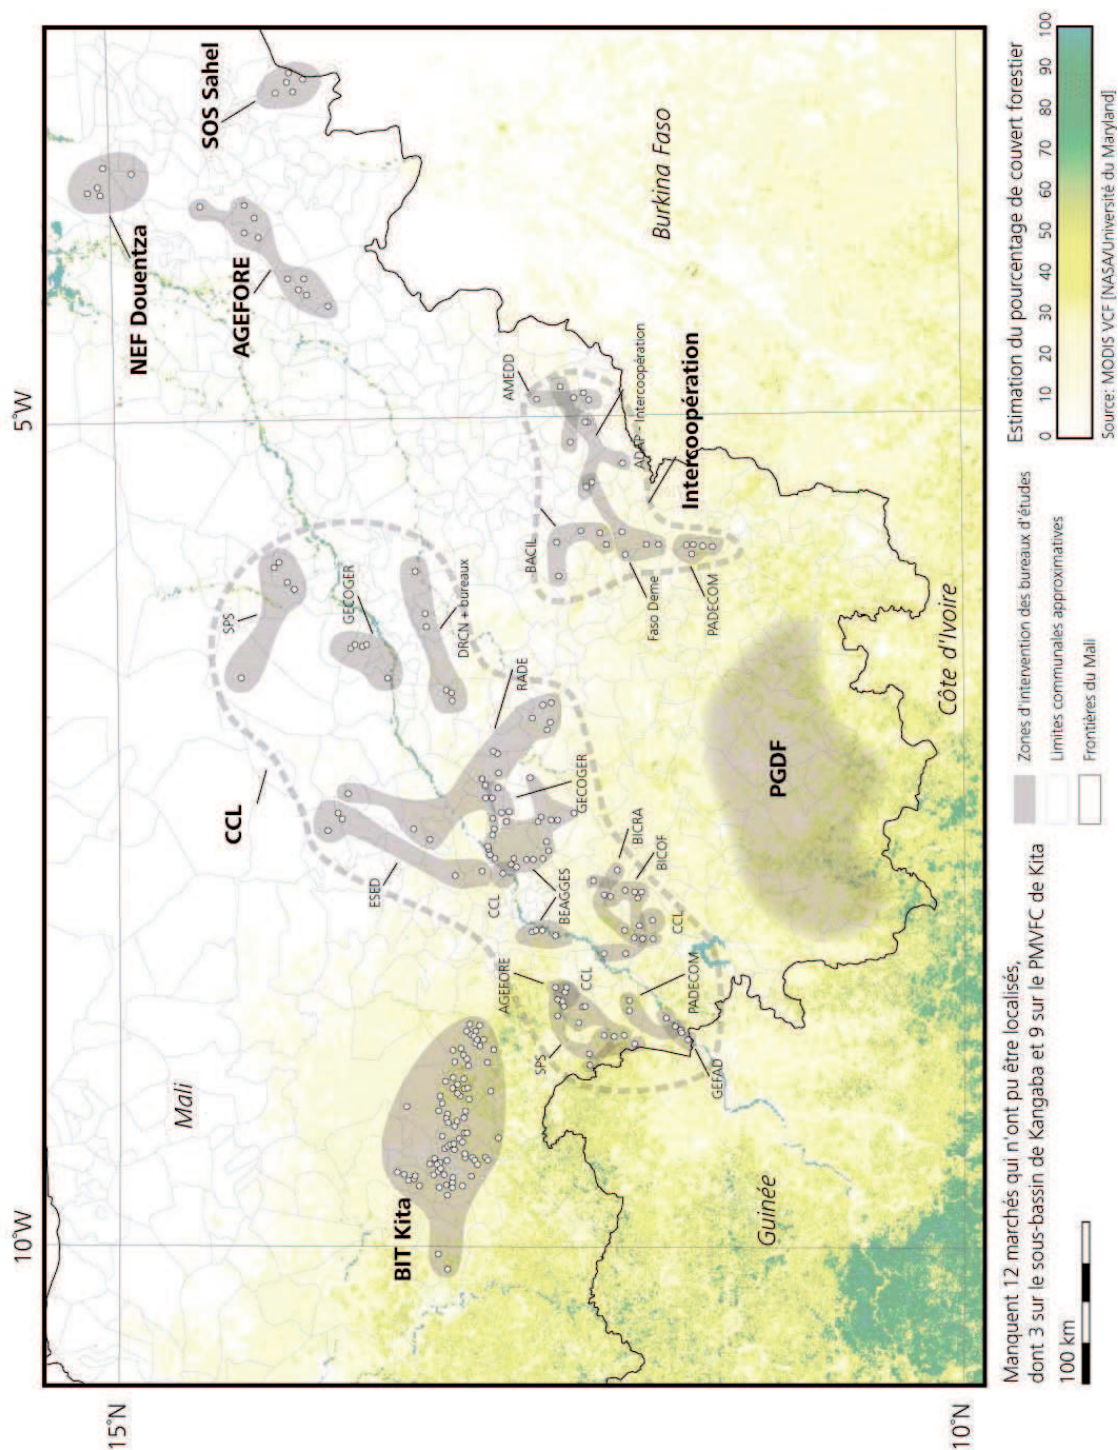 10°W
5°W
15°N
10°N
Mali
Burkina Faso
Côte d'Ivoire
Guinée
SOS Sahel
NEF Douentza
AGEFORE
CCL
SPS
GECOGER
DRCN + bureaux
RADE
ESED
CCL
BEAGGES
GECOGER
BICRA
BICOF
CCL
AGEFORE
CCL
SPS
PADECOM
GEFAD
BIT Kita
AMEDD
ADAP - Intercoopération
Intercoopération
BACIL
Faso Deme
PADECOM
PGDF
Manquent 12 marchés qui n'ont pu être localisés,
dont 3 sur le sous-bassin de Kangaba et 9 sur le PMVFC de Kita
100 km
Zones d'intervention des bureaux d'études
Limites communales approximatives
Frontières du Mali
Estimation du pourcentage de couvert forestier
0 10 20 30 40 50 60 70 80 90 100
Source: MODIS VCF [NASA/Université du Maryland]